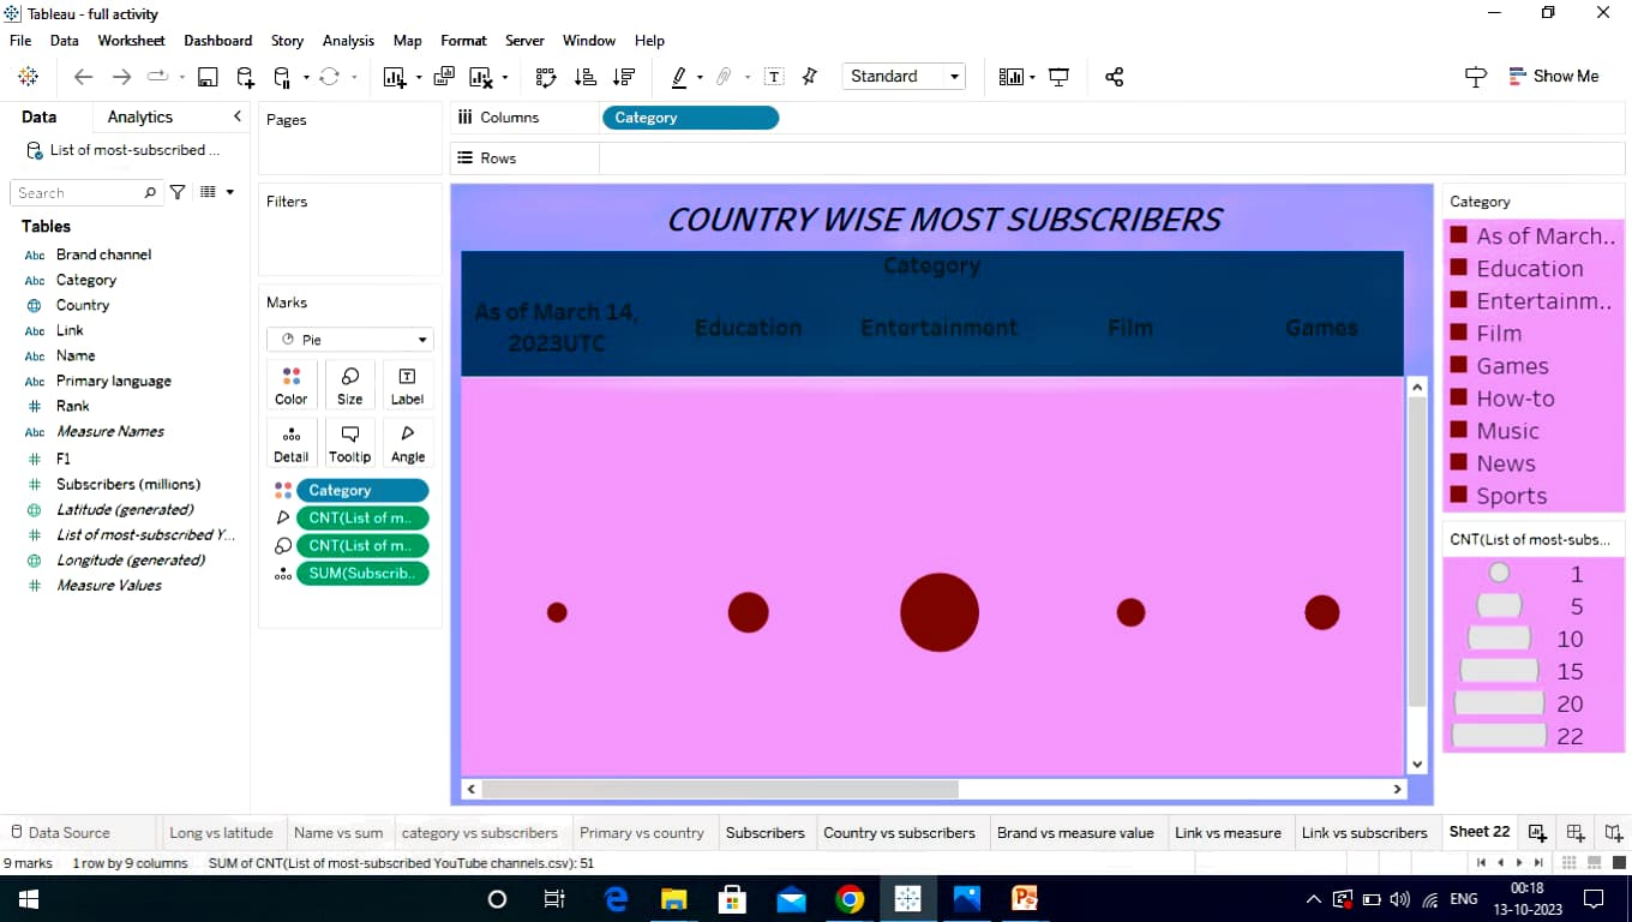 Tableau - full activity
File Data Worksheet Dashboard Story Analysis Map Format Server Window Help
Standard
Show Me
Data Analytics
List of most-subscribed ...
Search
Tables
Abc Brand channel
Abc Category
Country
Abc Link
Abc Name
Abc Primary language
# Rank
Abc Measure Names
# F1
# Subscribers (millions)
Latitude (generated)
# List of most-subscribed Y...
Longitude (generated)
# Measure Values
Pages
Filters
Marks
Pie
Color Size Label
Detail Tooltip Angle
Category
CNT(List of m..
CNT(List of m..
SUM(Subscrib..
Columns Category
Rows
COUNTRY WISE MOST SUBSCRIBERS
Category
As of March 14,
2023UTC
Education Entertainment Film Games
Category
As of March..
Education
Entertainm..
Film
Games
How-to
Music
News
Sports
CNT(List of most-subs...
1
5
10
15
20
22
Data Source Long vs latitude Name vs sum category vs subscribers Primary vs country Subscribers Country vs subscribers Brand vs measure value Link vs measure Link vs subscribers Sheet 22
9 marks 1 row by 9 columns SUM of CNT(List of most-subscribed YouTube channels.csv): 51
ENG
00:18
13-10-2023